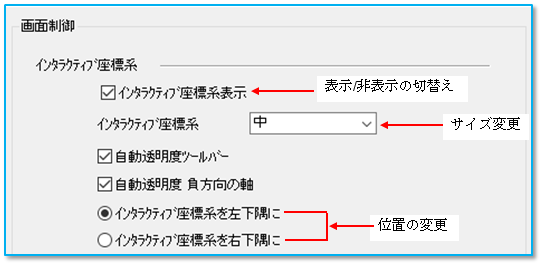 画面制御
インタラクティブ座標系
インタラクティブ座標系表示
表示/非表示の切替え
インタラクティブ座標系
中
サイズ変更
自動透明度ツールバー
自動透明度 負方向の軸
インタラクティブ座標系を左下隅に
位置の変更
インタラクティブ座標系を右下隅に